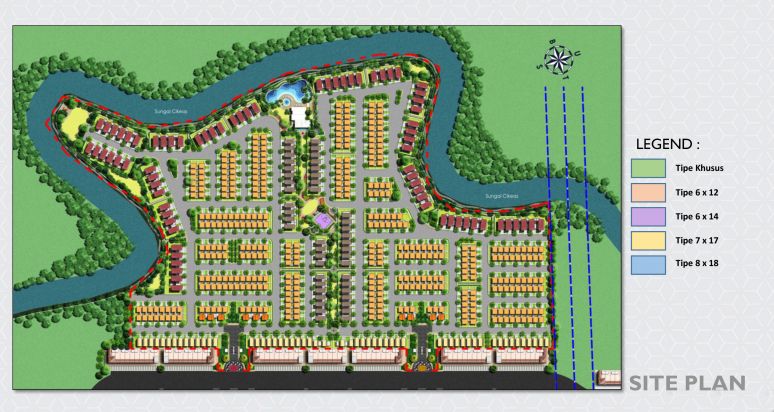 B
U
S
T
Sungai Cikeas
Sungai Cikeas
LEGEND :
Tipe Khusus
Tipe 6 x 12
Tipe 6 x 14
Tipe 7 x 17
Tipe 8 x 18
SITE PLAN